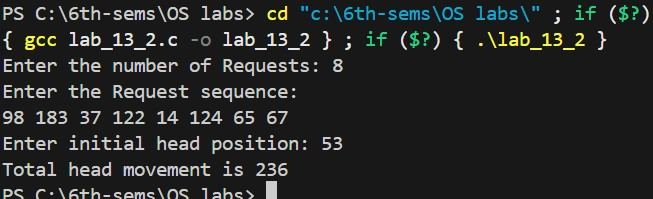 PS C:\6th-sems\OS labs> cd "c:\6th-sems\OS labs\" ; if ($?)
{ gcc lab_13_2.c -o lab_13_2 } ; if ($?) { .\lab_13_2 }
Enter the number of Requests: 8
Enter the Request sequence:
98 183 37 122 14 124 65 67
Enter initial head position: 53
Total head movement is 236
PS C:\6th-sems\OS labs>